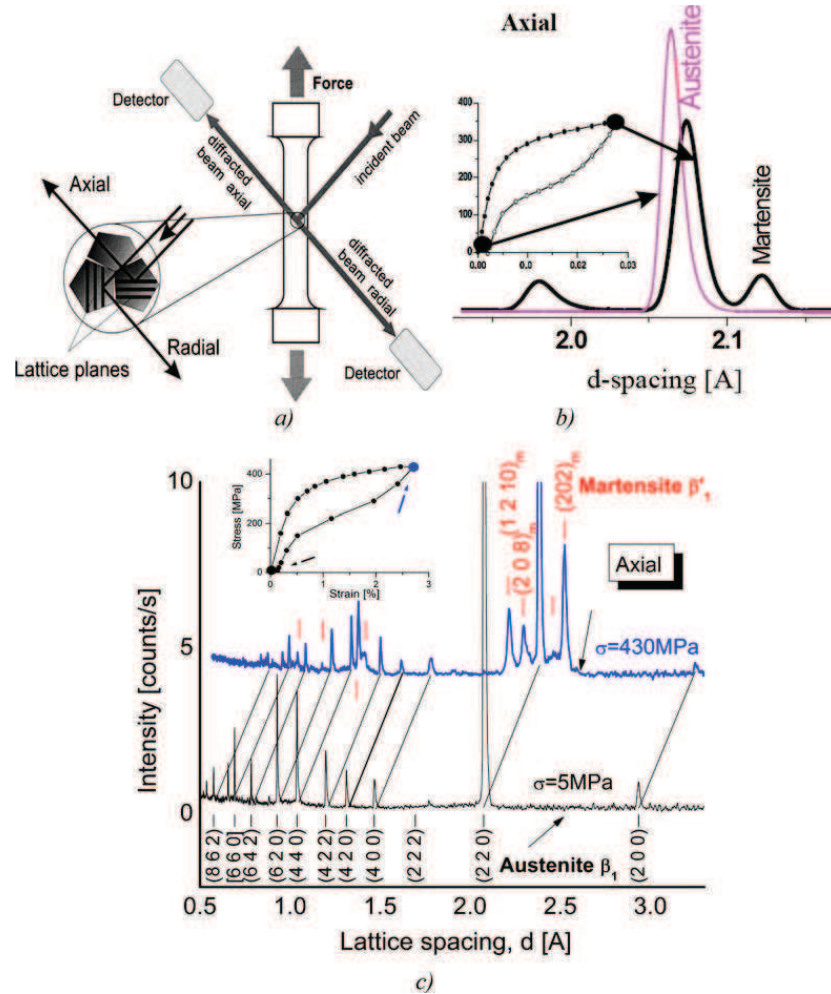 Detector
Force
diffracted
beam axial
incident
beam
Axial
diffracted
beam radial
Radial
Lattice planes
Detector
a)
Axial
Austenite
Martensite
400
300
200
100
0
0.00
0.0
0.02
0.03
2.0
2.1
d-spacing [A]
b)
10
5
0
Intensity [counts/s]
Stress [MPa]
400
200
0
0
1
2
3
Strain [%]
(1 2 10)m
(2 0 8)m
Martensite β'1
(202)m
Axial
σ=430MPa
σ=5MPa
Austenite β1
(8 6 2)
[6 6 0]
(6 4 2)
(6 2 0)
(4 4 0)
(4 2 2)
(4 2 0)
(4 0 0)
(2 2 2)
(2 2 0)
(2 0 0)
0.5
1.0
1.5
2.0
2.5
3.0
Lattice spacing, d [A]
c)